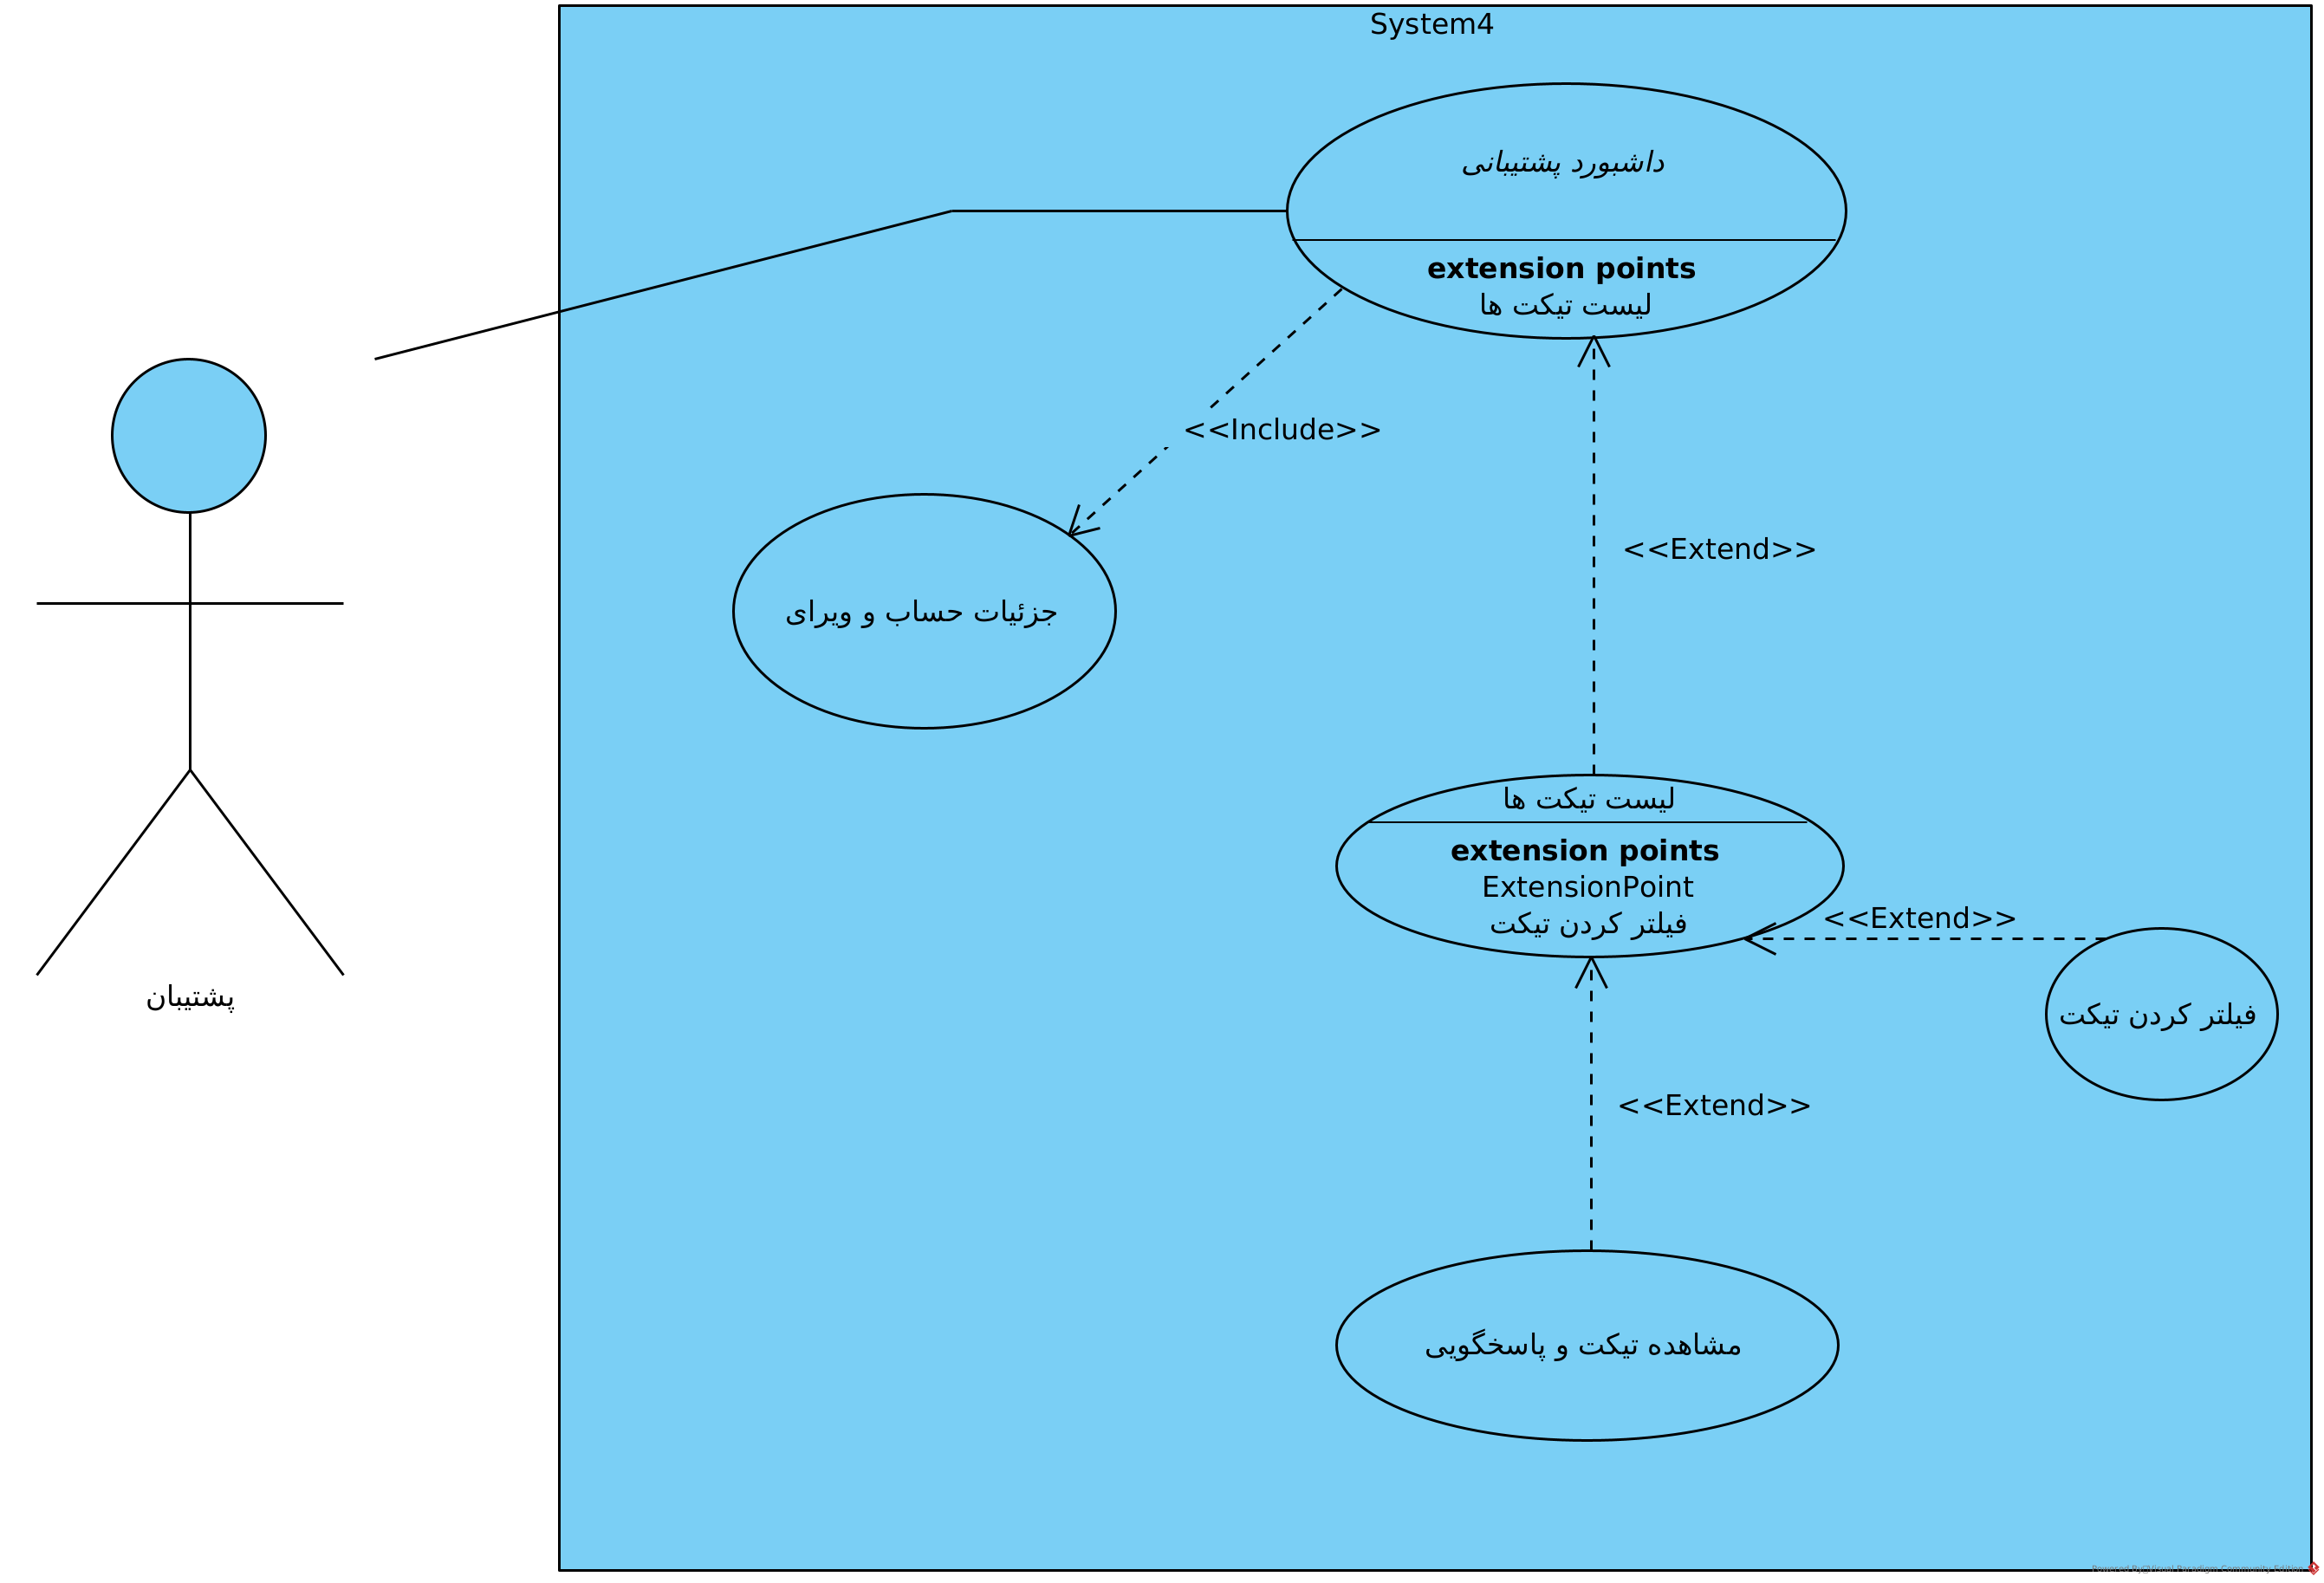 System4
داشبورد پشتیبانی
extension points
لیست تیکت ها
<<Include>>
<<Extend>>
جزئیات حساب و ویرای
لیست تیکت ها
extension points
ExtensionPoint
فیلتر کردن تیکت
<<Extend>>
فیلتر کردن تیکت
پشتیبان
<<Extend>>
مشاهده تیکت و پاسخگویی
Powered By Visual Paradigm Community Edition